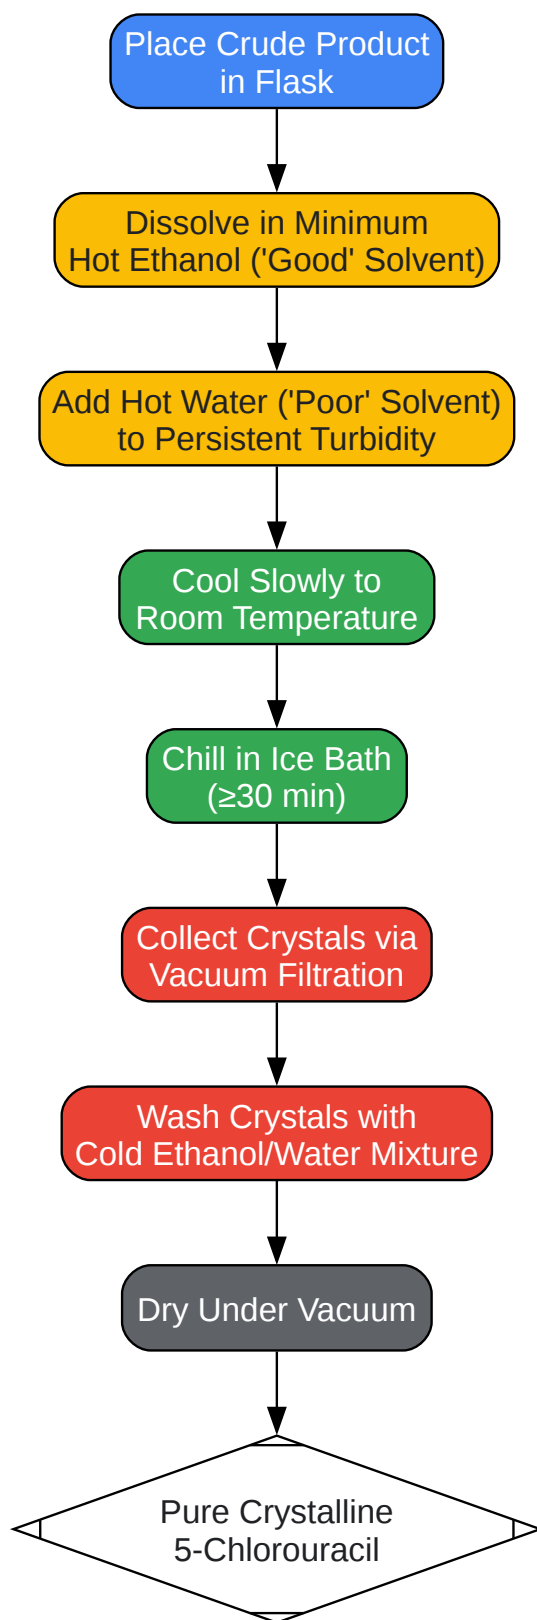 Place Crude Product
in Flask
Dissolve in Minimum
Hot Ethanol ('Good' Solvent)
Add Hot Water ('Poor' Solvent)
to Persistent Turbidity
Cool Slowly to
Room Temperature
Chill in Ice Bath
(≥30 min)
Collect Crystals via
Vacuum Filtration
Wash Crystals with
Cold Ethanol/Water Mixture
Dry Under Vacuum
Pure Crystalline
5-Chlorouracil